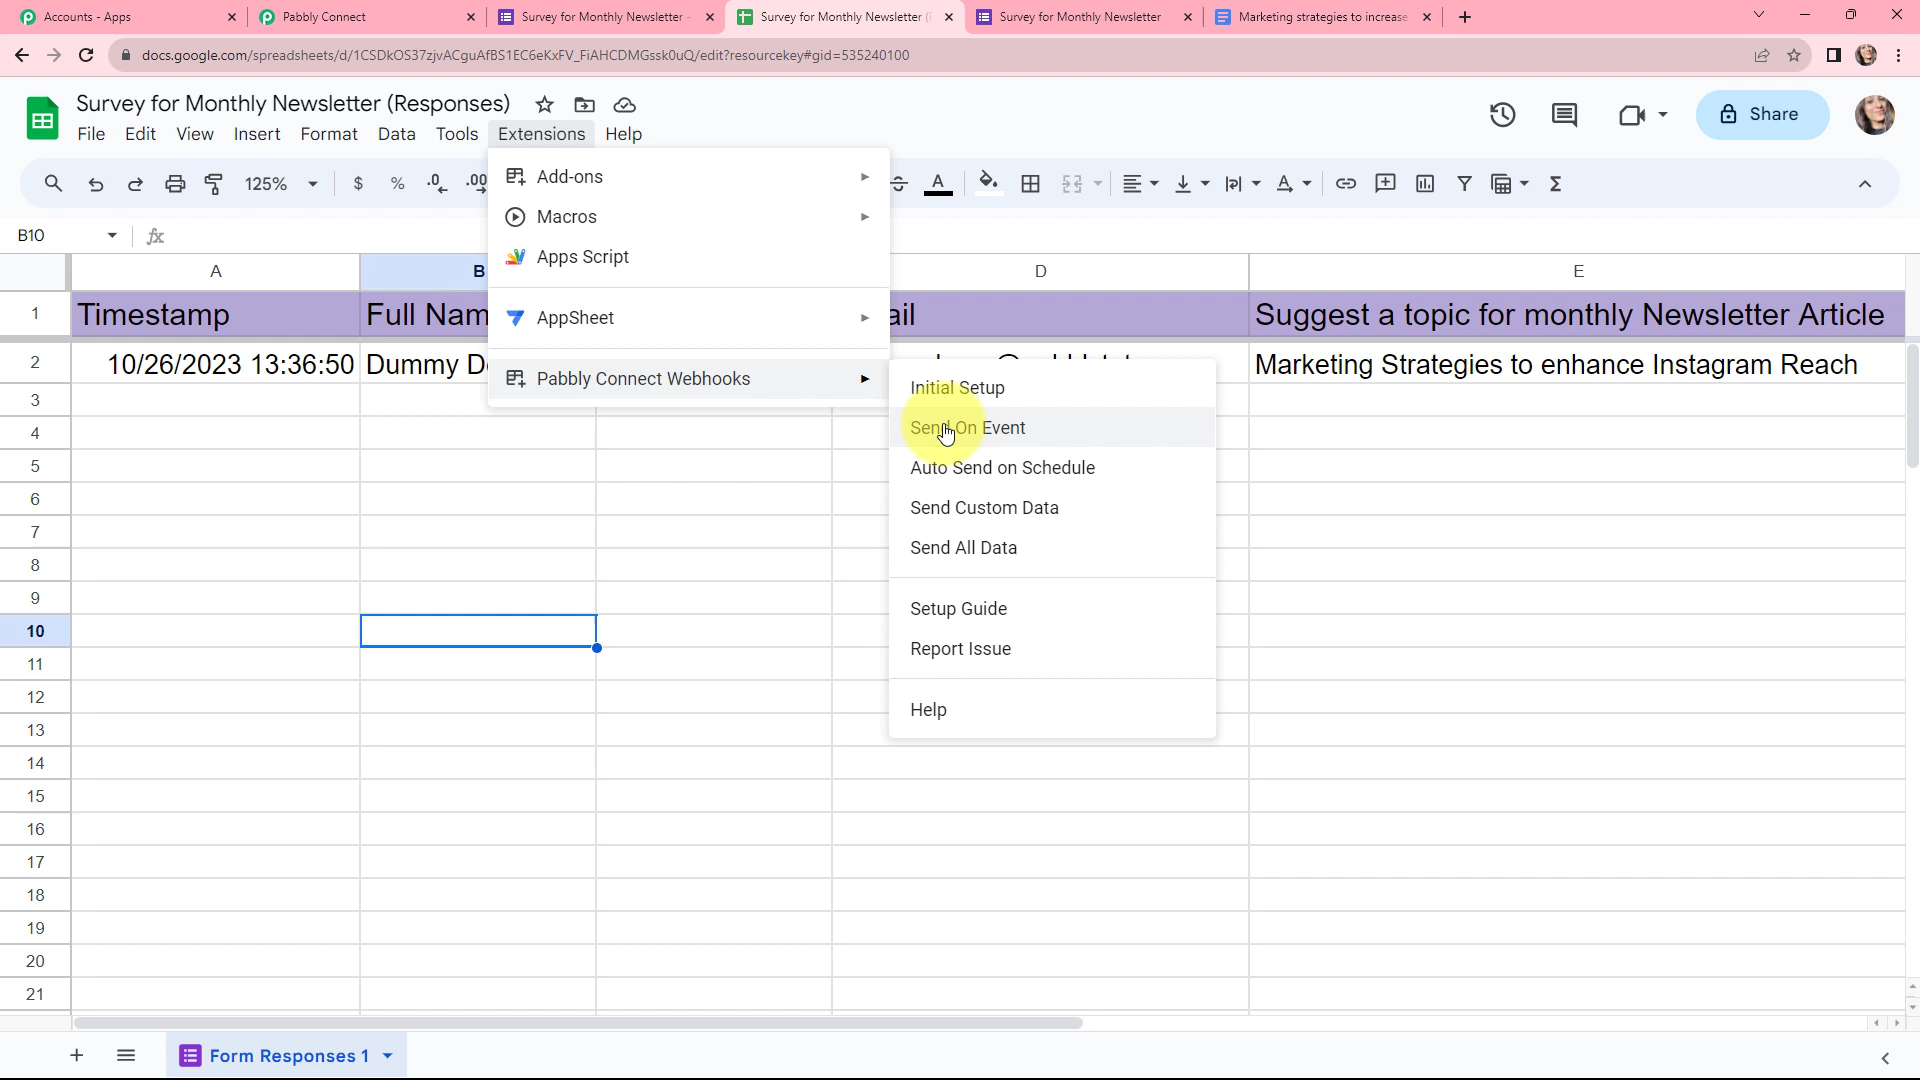 Accounts - Apps
Pabbly Connect
Survey for Monthly Newsletter -
Survey for Monthly Newsletter (
Survey for Monthly Newsletter
Marketing strategies to increase
docs.google.com/spreadsheets/d/1CSDkOS37zjvACguAfBS1EC6eKxFV_FiAHCDMGssk0uQ/edit?resourcekey#gid=535240100
Survey for Monthly Newsletter (Responses)
File Edit View Insert Format Data Tools Extensions Help
Share
125% $ % .0 .00
B10 fx
A B D E
1 Timestamp Full Nam ail Suggest a topic for monthly Newsletter Article
2 10/26/2023 13:36:50 Dummy D Marketing Strategies to enhance Instagram Reach
3
4
5
6
7
8
9
10
11
12
13
14
15
16
17
18
19
20
21
Add-ons
Macros
Apps Script
AppSheet
Pabbly Connect Webhooks
Initial Setup
Send On Event
Auto Send on Schedule
Send Custom Data
Send All Data
Setup Guide
Report Issue
Help
Form Responses 1